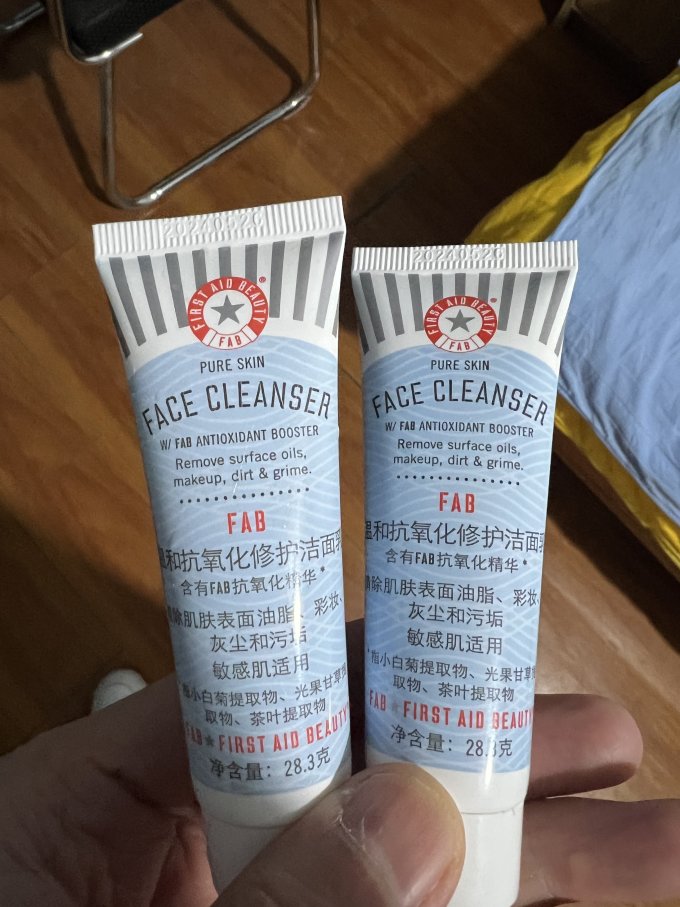 20240526
FIRST AID BEAUTY
FAB
PURE SKIN
FACE CLEANSER
W/ FAB ANTIOXIDANT BOOSTER
Remove surface oils,
makeup, dirt & grime.
FAB
温和抗氧化修护洁面乳
含有FAB抗氧化精华*
清除肌肤表面油脂、彩妆、
灰尘和污垢
敏感肌适用
*指小白菊提取物、光果甘草提
取物、茶叶提取物
FAB ★ FIRST AID BEAUTY
净含量：28.3克
20240526
FIRST AID BEAUTY
FAB
PURE SKIN
FACE CLEANSER
W/ FAB ANTIOXIDANT BOOSTER
Remove surface oils,
makeup, dirt & grime.
FAB
温和抗氧化修护洁面乳
含有FAB抗氧化精华*
清除肌肤表面油脂、彩妆、
灰尘和污垢
敏感肌适用
*指小白菊提取物、光果甘草提
取物、茶叶提取物
FAB ★ FIRST AID BEAUTY
净含量：28.3克